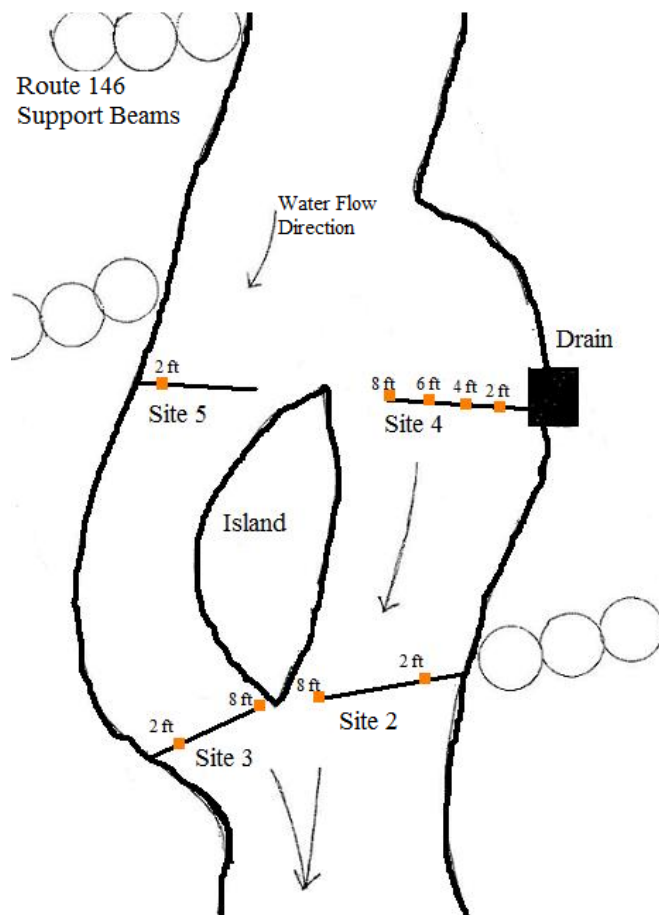 Route 146
Support Beams
Water Flow
Direction
Drain
2 ft
Site 5
8 ft
6 ft
4 ft
2 ft
Site 4
Island
2 ft
8 ft
8 ft
Site 2
2 ft
Site 3